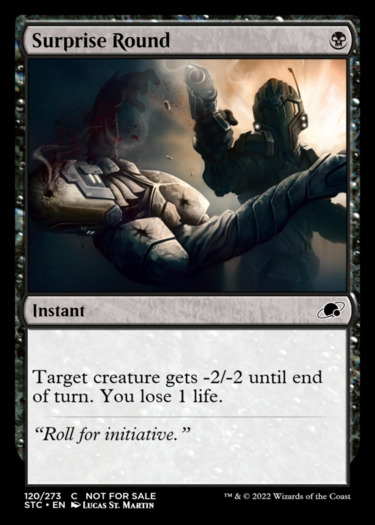 Surprise Round
Instant
Target creature gets -2/-2 until end
of turn. You lose 1 life.
“Roll for initiative.”
120/273 C NOT FOR SALE
STC • EN Lucas St. Martin
™ & © 2022 Wizards of the Coast